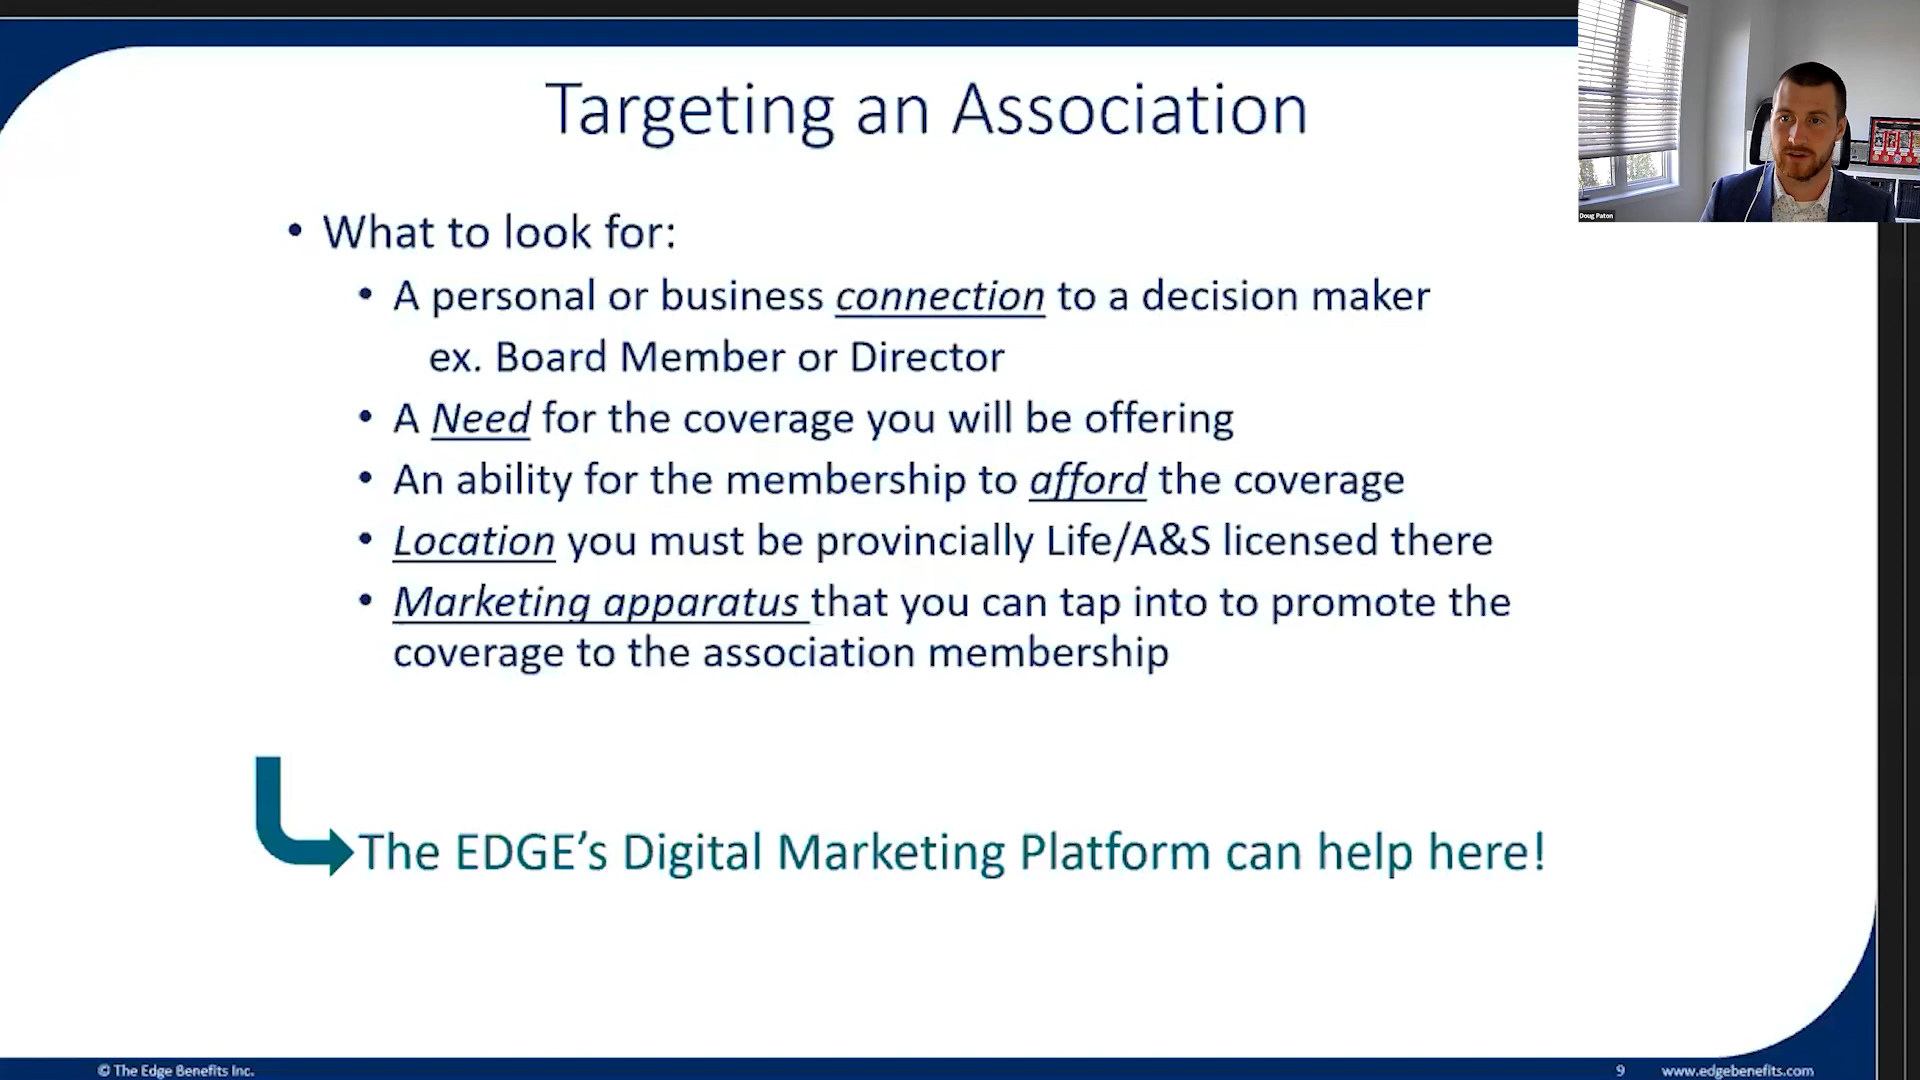 Targeting an Association
Doug Paton
• What to look for:
• A personal or business connection to a decision maker
ex. Board Member or Director
• A Need for the coverage you will be offering
• An ability for the membership to afford the coverage
• Location you must be provincially Life/A&S licensed there
• Marketing apparatus that you can tap into to promote the
coverage to the association membership
The EDGE’s Digital Marketing Platform can help here!
© The Edge Benefits Inc.
9
www.edgebenefits.com